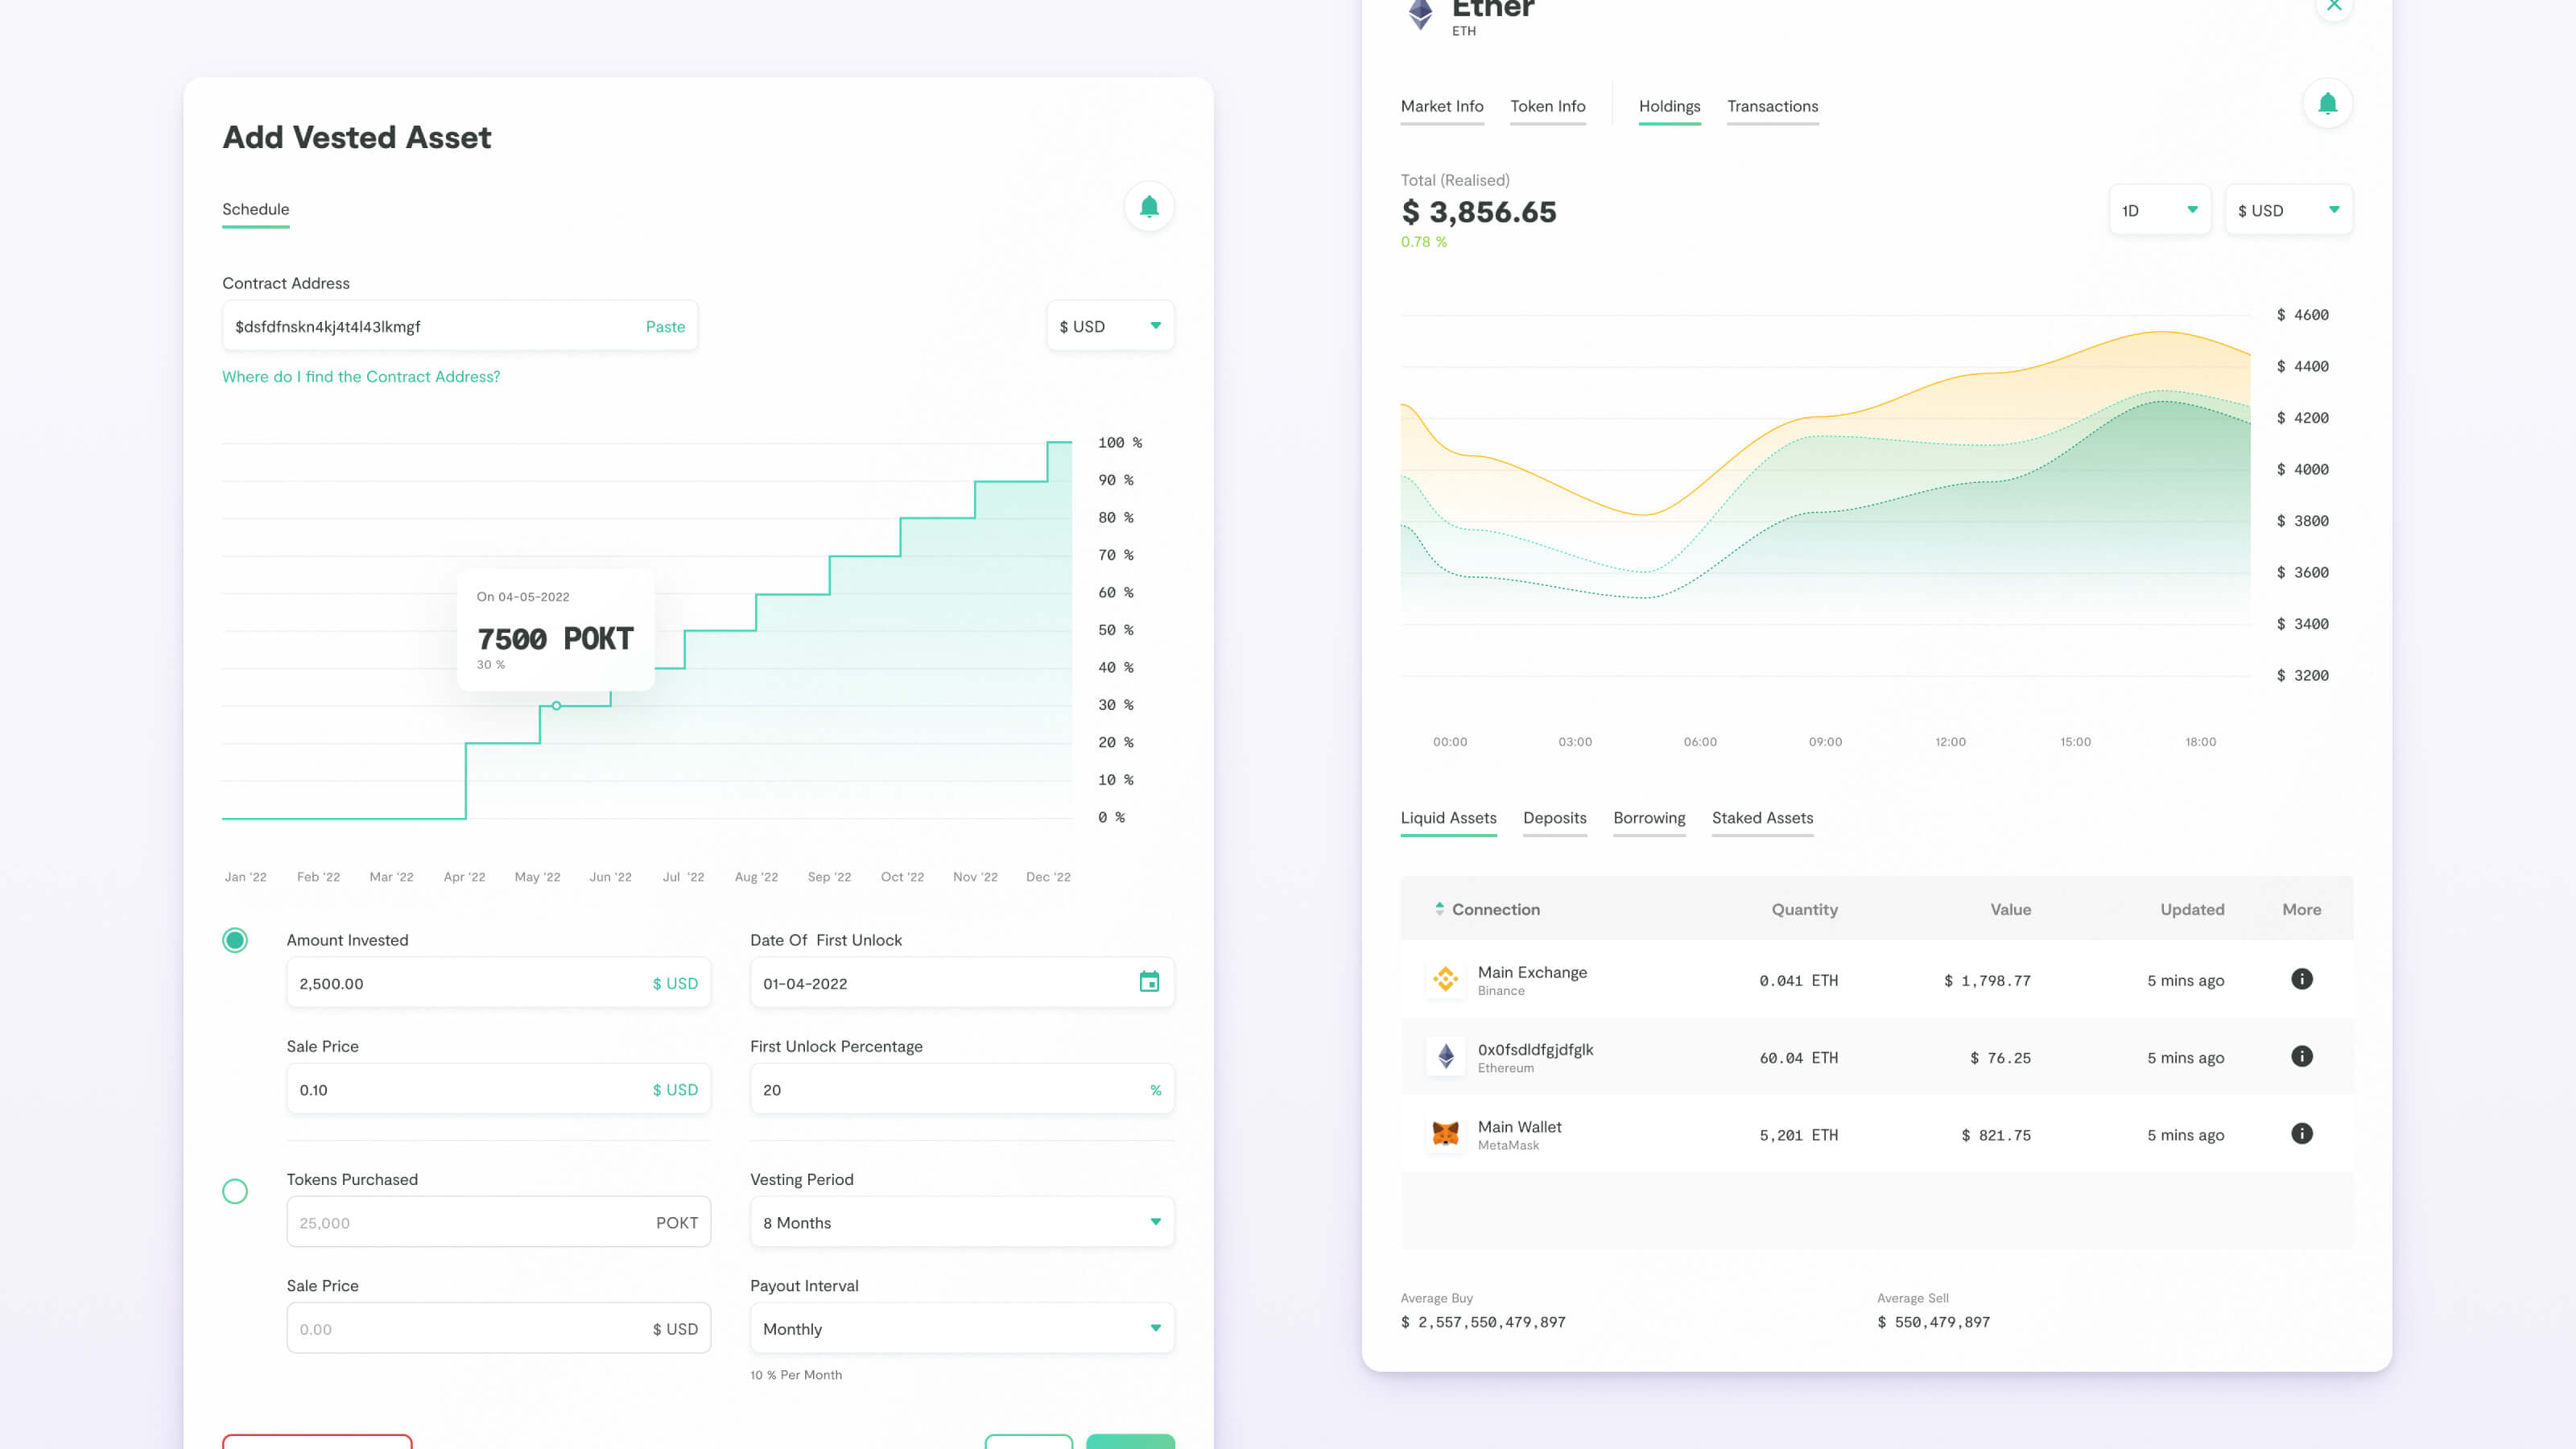 Add Vested Asset
Schedule
Contract Address
$dsfdfnskn4kj4t4l43lkmgf
Paste
$ USD
Where do I find the Contract Address?
100 %
90 %
80 %
70 %
60 %
50 %
40 %
30 %
20 %
10 %
0 %
On 04-05-2022
7500 POKT
30 %
Jan '22
Feb '22
Mar '22
Apr '22
May '22
Jun '22
Jul '22
Aug '22
Sep '22
Oct '22
Nov '22
Dec '22
Amount Invested
2,500.00
$ USD
Date Of First Unlock
01-04-2022
Sale Price
0.10
$ USD
First Unlock Percentage
20
%
Tokens Purchased
25,000
POKT
Vesting Period
8 Months
Sale Price
0.00
$ USD
Payout Interval
Monthly
10 % Per Month
Ether
ETH
Market Info
Token Info
Holdings
Transactions
Total (Realised)
$ 3,856.65
0.78 %
1D
$ USD
$ 4600
$ 4400
$ 4200
$ 4000
$ 3800
$ 3600
$ 3400
$ 3200
00:00
03:00
06:00
09:00
12:00
15:00
18:00
Liquid Assets
Deposits
Borrowing
Staked Assets
Connection
Quantity
Value
Updated
More
Main Exchange
Binance
0.041 ETH
$ 1,798.77
5 mins ago
0x0fsdldfgjdfglk
Ethereum
60.04 ETH
$ 76.25
5 mins ago
Main Wallet
MetaMask
5,201 ETH
$ 821.75
5 mins ago
Average Buy
$ 2,557,550,479,897
Average Sell
$ 550,479,897